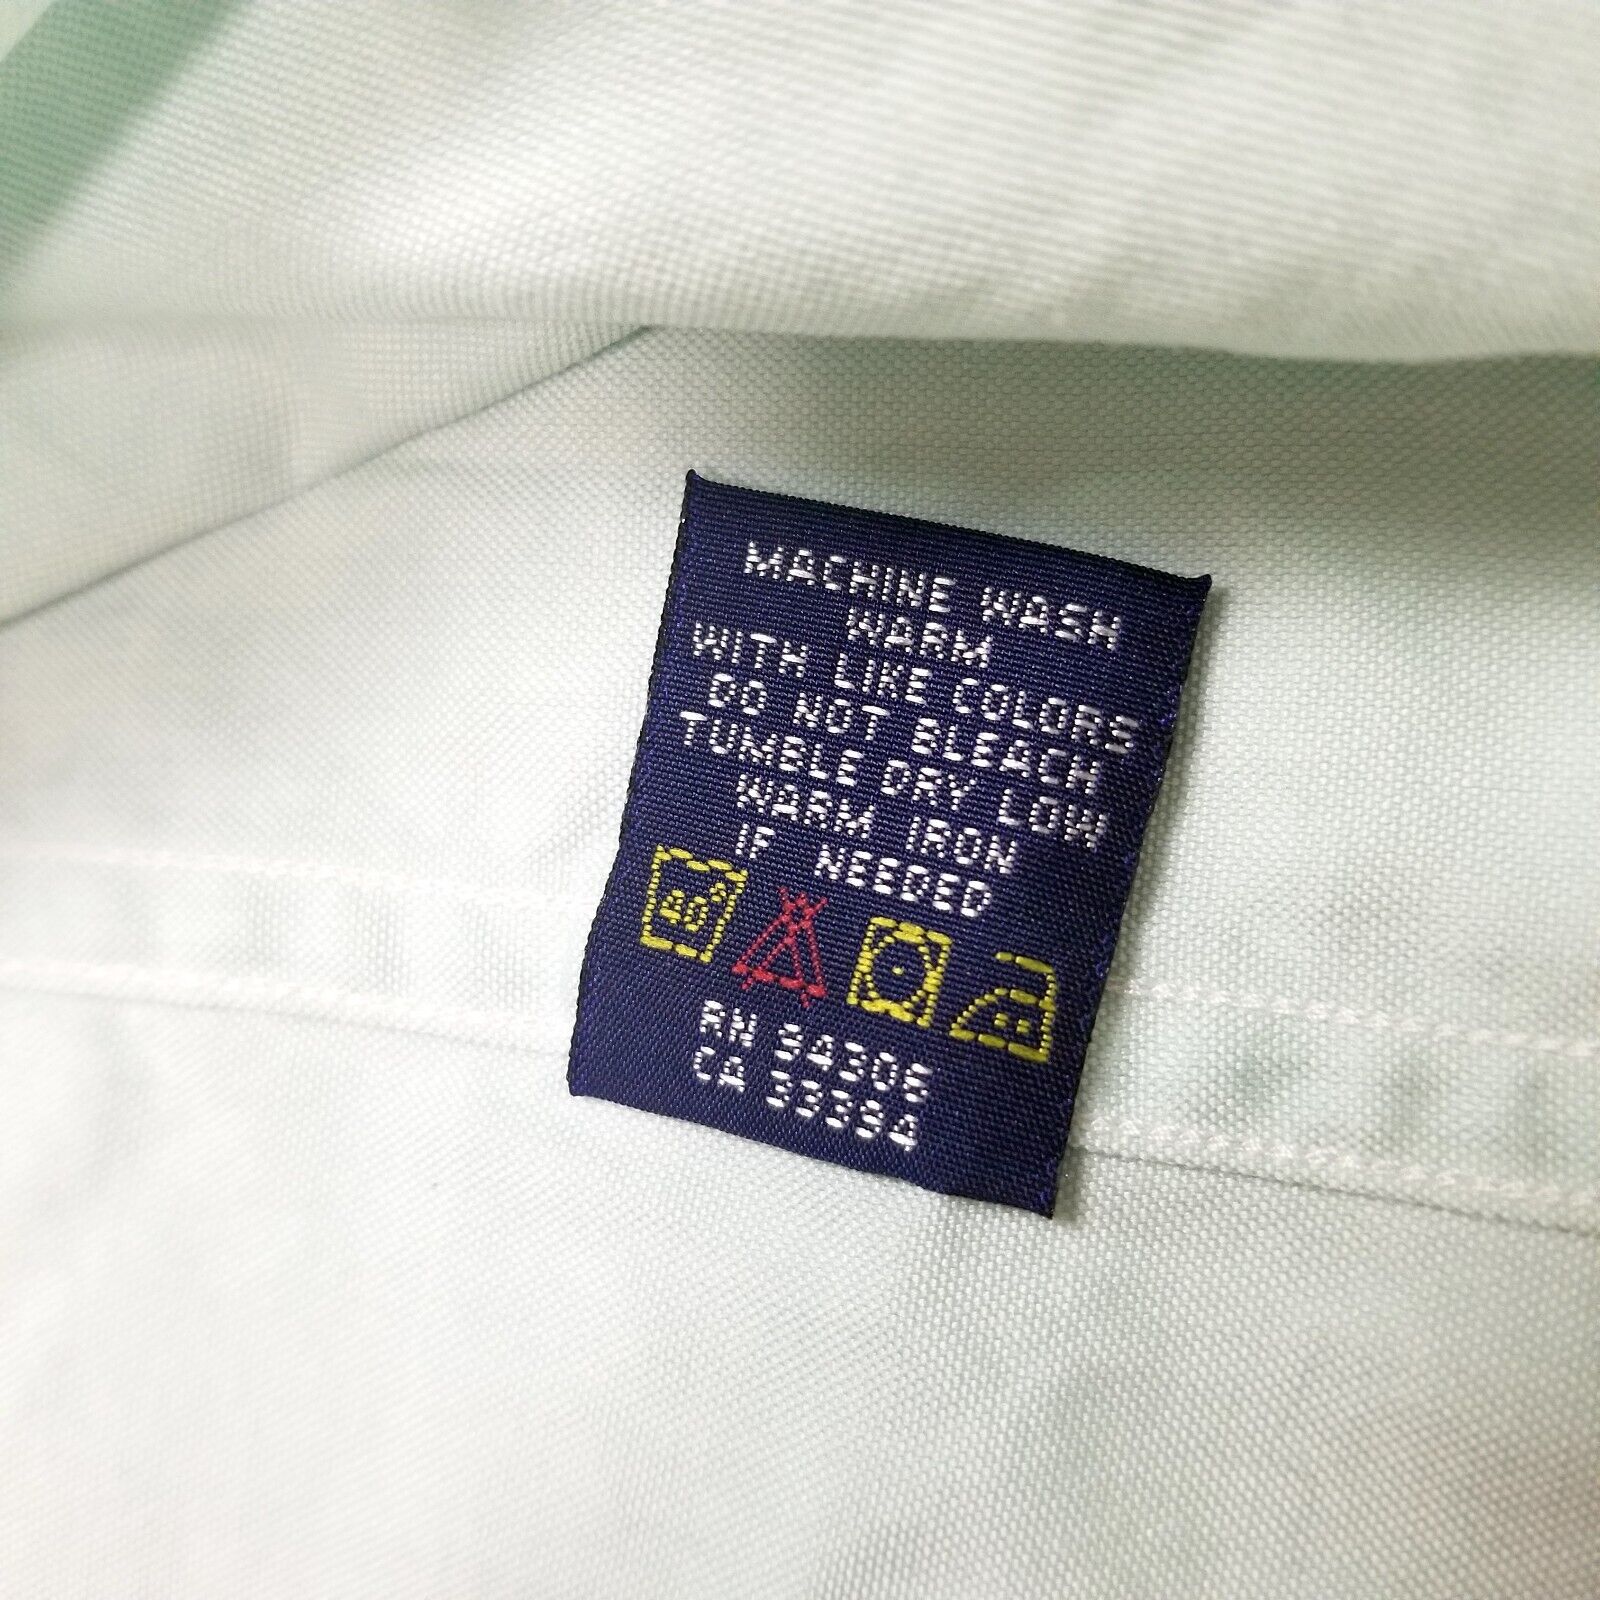 MACHINE WASH
WARM
WITH LIKE COLORS
DO NOT BLEACH
TUMBLE DRY LOW
WARM IRON
IF NEEDED
40°
RN 94306
CA 33394